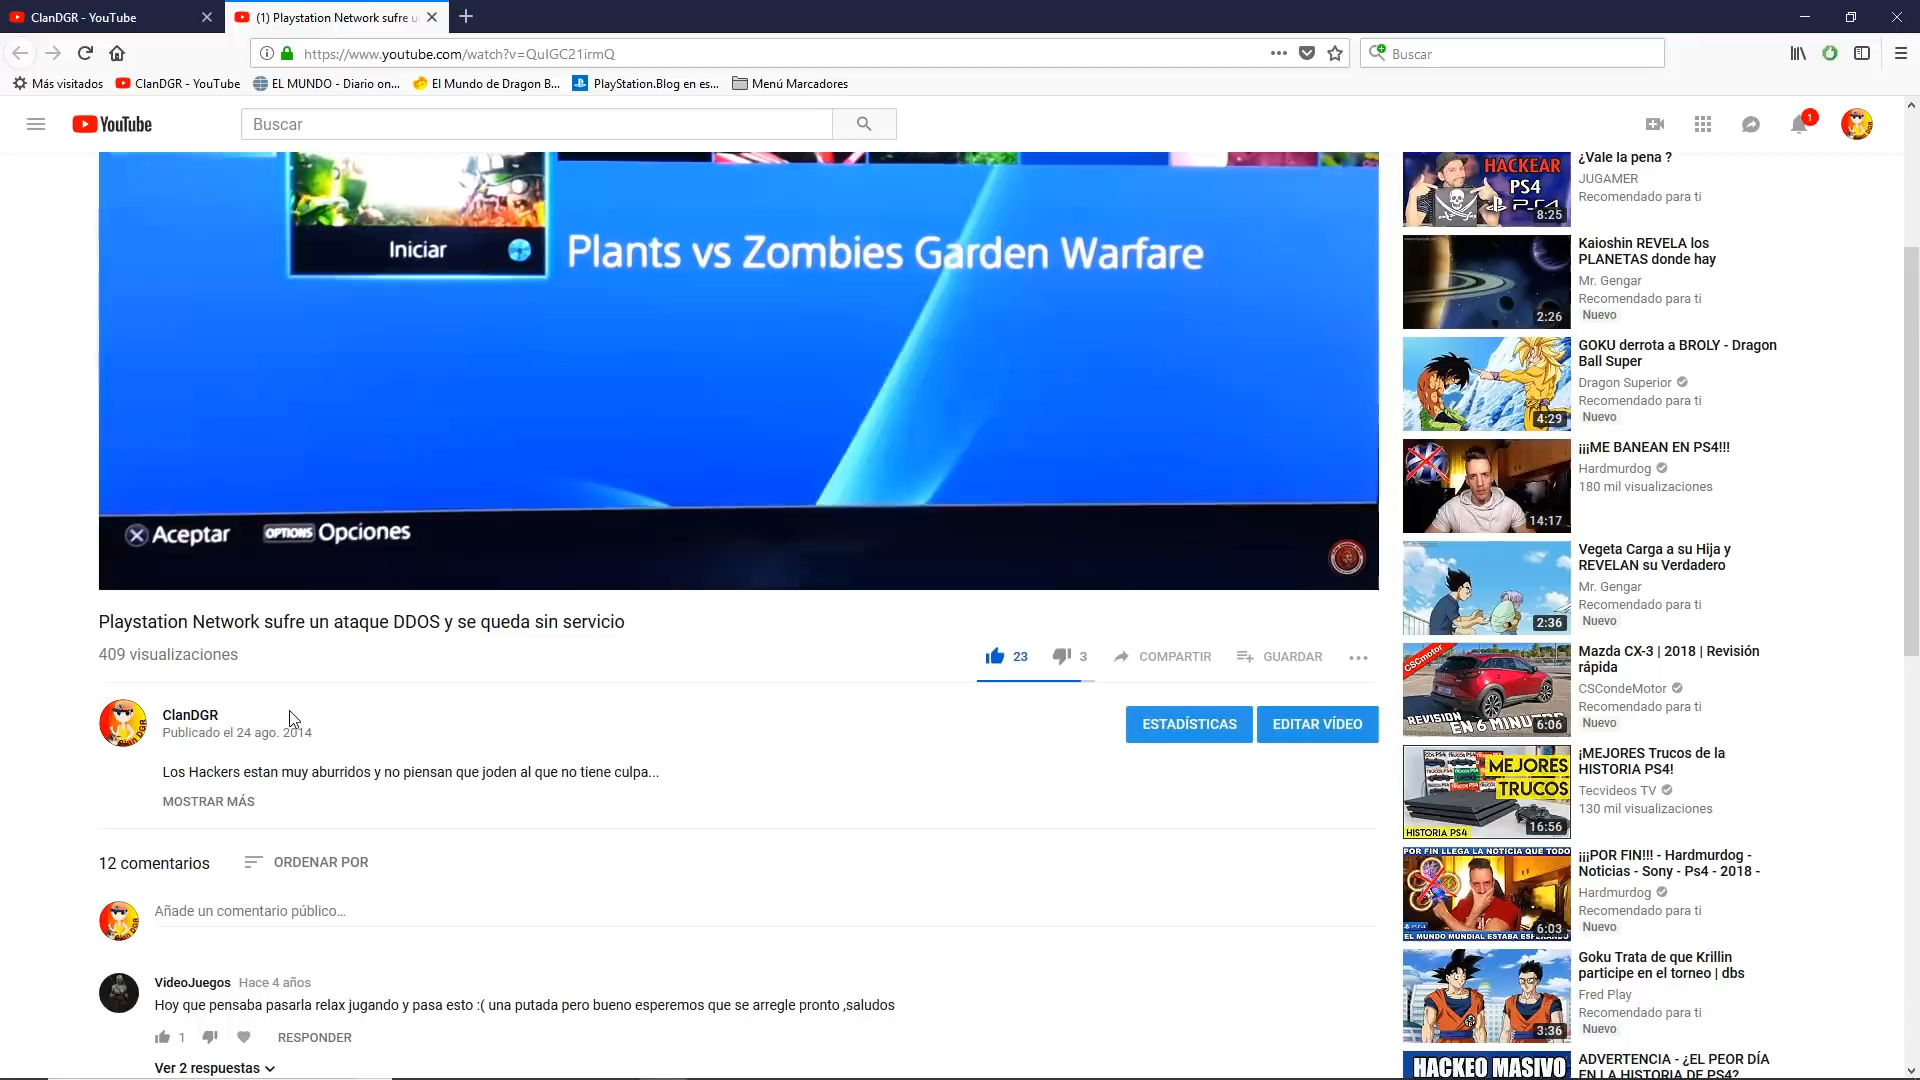 ClanDGR - YouTube
(1) Playstation Network sufre u
https://www.youtube.com/watch?v=QuIGC21irmQ
Buscar
Más visitados
ClanDGR - YouTube
EL MUNDO - Diario on...
El Mundo de Dragon B...
PlayStation.Blog en es...
Menú Marcadores
YouTube
Buscar
1
Iniciar
Plants vs Zombies Garden Warfare
Aceptar
OPTIONS Opciones
Playstation Network sufre un ataque DDOS y se queda sin servicio
409 visualizaciones
23
3
COMPARTIR
GUARDAR
ClanDGR
Publicado el 24 ago. 2014
ESTADÍSTICAS
EDITAR VÍDEO
Los Hackers estan muy aburridos y no piensan que joden al que no tiene culpa...
MOSTRAR MÁS
12 comentarios
ORDENAR POR
Añade un comentario público...
VideoJuegos Hace 4 años
Hoy que pensaba pasarla relax jugando y pasa esto :( una putada pero bueno esperemos que se arregle pronto ,saludos
1
RESPONDER
Ver 2 respuestas
HACKEAR
PS4
8:25
¿Vale la pena ?
JUGAMER
Recomendado para ti
2:26
Kaioshin REVELA los
PLANETAS donde hay
Mr. Gengar
Recomendado para ti
Nuevo
4:29
GOKU derrota a BROLY - Dragon
Ball Super
Dragon Superior
Recomendado para ti
Nuevo
14:17
¡¡¡ME BANEAN EN PS4!!!
Hardmurdog
180 mil visualizaciones
2:36
Vegeta Carga a su Hija y
REVELAN su Verdadero
Mr. Gengar
Recomendado para ti
Nuevo
CSCmotor
REVISION EN 6 MINUTOS
6:06
Mazda CX-3 | 2018 | Revisión
rápida
CSCondeMotor
Recomendado para ti
Nuevo
MEJORES
TRUCOS
HISTORIA PS4
16:56
¡MEJORES Trucos de la
HISTORIA PS4!
Tecvideos TV
130 mil visualizaciones
POR FIN LLEGA LA NOTICIA QUE TODO
EL MUNDO MUNDIAL ESTABA ESPERANDO
6:03
¡¡¡POR FIN!!! - Hardmurdog -
Noticias - Sony - Ps4 - 2018 -
Hardmurdog
Recomendado para ti
Nuevo
3:36
Goku Trata de que Krillin
participe en el torneo | dbs
Fred Play
Recomendado para ti
Nuevo
HACKEO MASIVO
ADVERTENCIA - ¿EL PEOR DÍA
EN LA HISTORIA DE PS4?